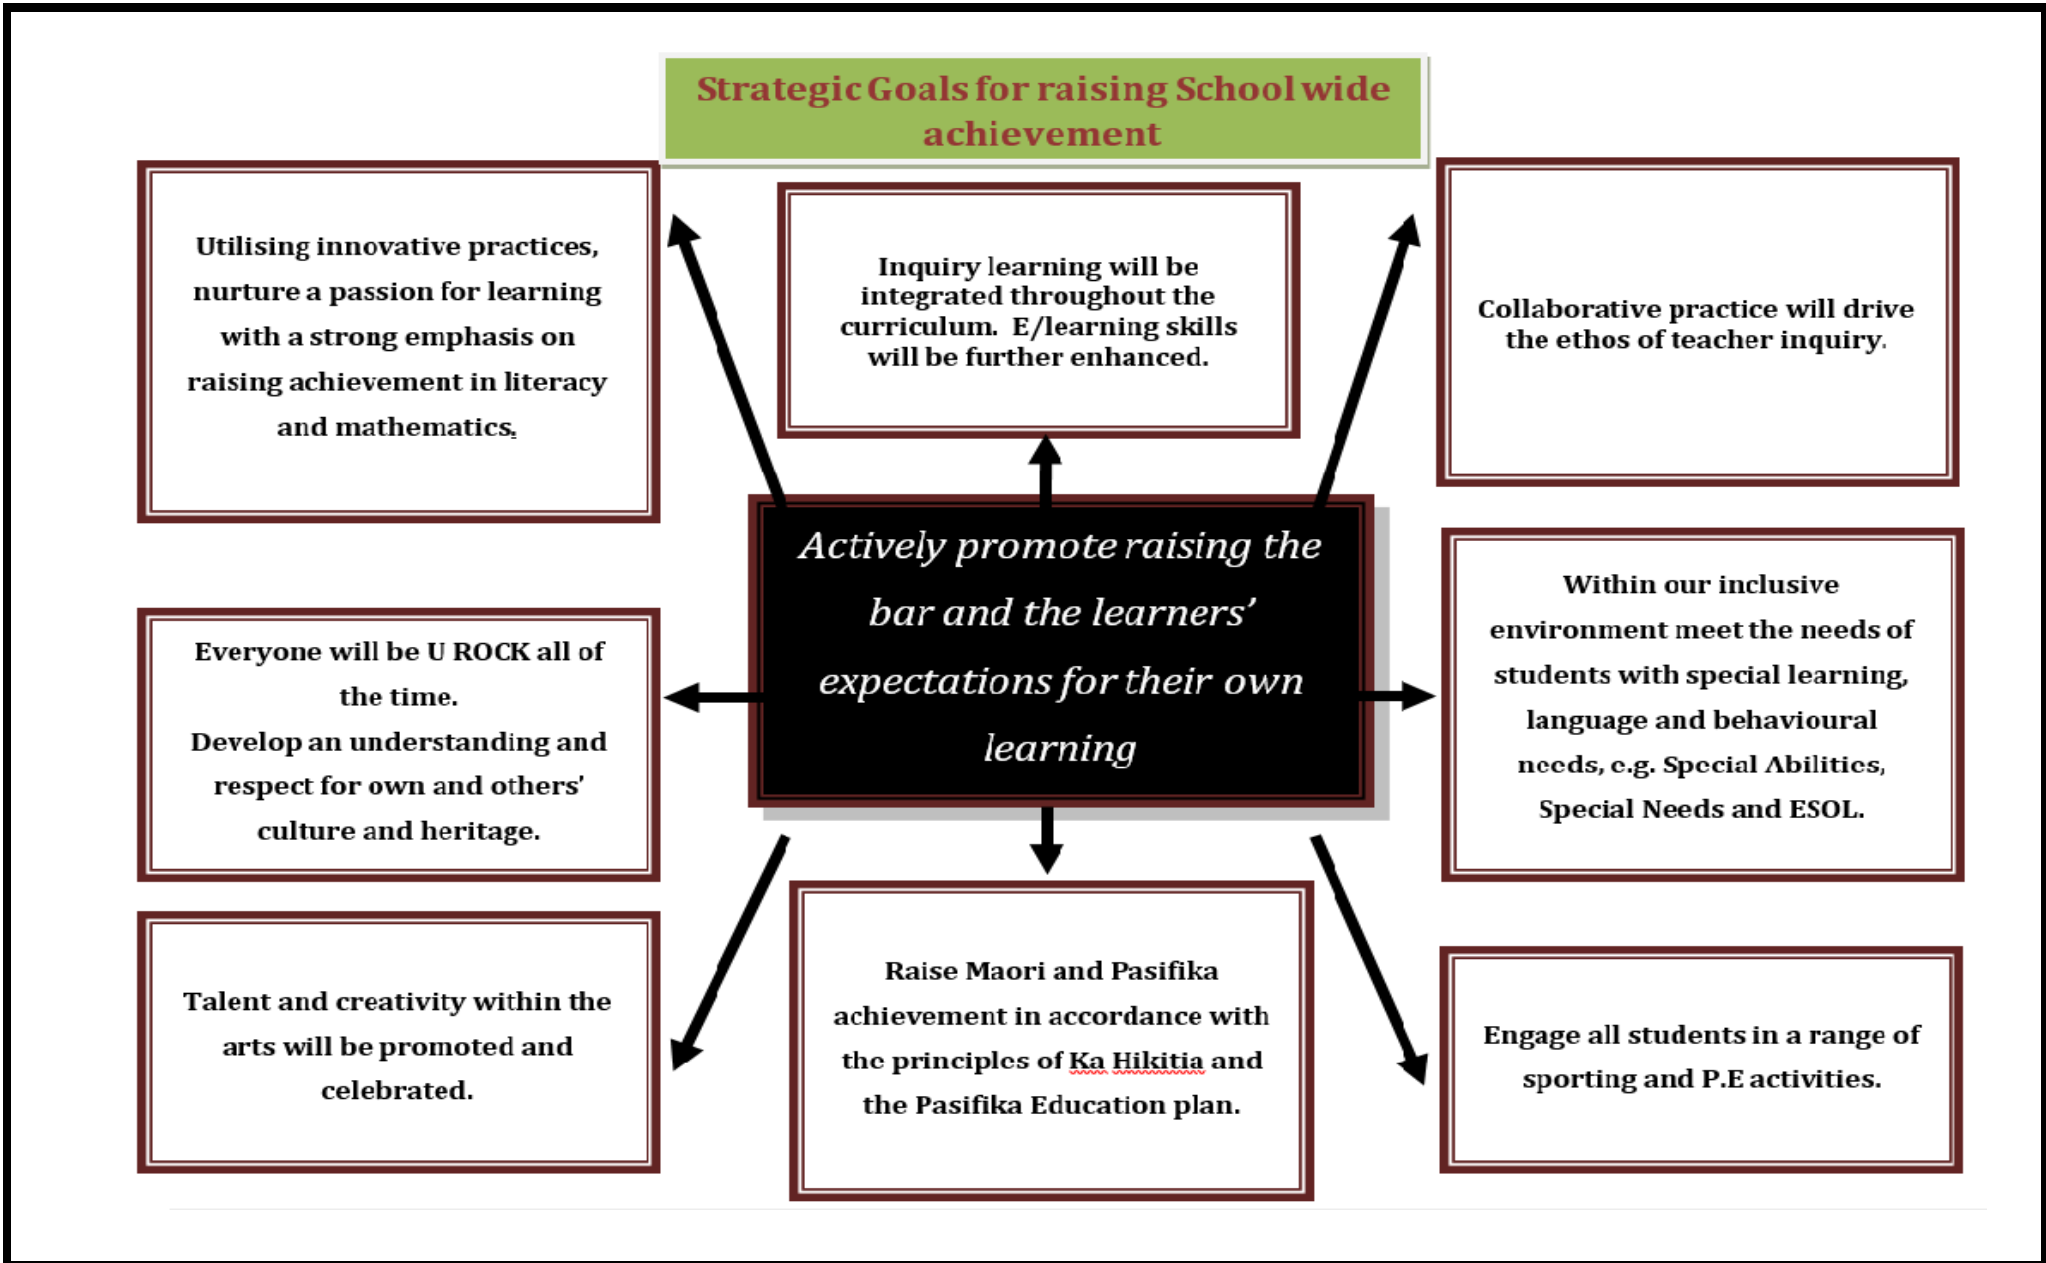 Strategic Goals for raising School wide
achievement
Utilising innovative practices,
nurture a passion for learning
with a strong emphasis on
raising achievement in literacy
and mathematics.
Inquiry learning will be
integrated throughout the
curriculum.  E/learning skills
will be further enhanced.
Collaborative practice will drive
the ethos of teacher inquiry.
Actively promote raising the
bar and the learners’
expectations for their own
learning
Everyone will be U ROCK all of
the time.
Develop an understanding and
respect for own and others’
culture and heritage.
Within our inclusive
environment meet the needs of
students with special learning,
language and behavioural
needs, e.g. Special Abilities,
Special Needs and ESOL.
Talent and creativity within the
arts will be promoted and
celebrated.
Raise Maori and Pasifika
achievement in accordance with
the principles of Ka Hikitia and
the Pasifika Education plan.
Engage all students in a range of
sporting and P.E activities.